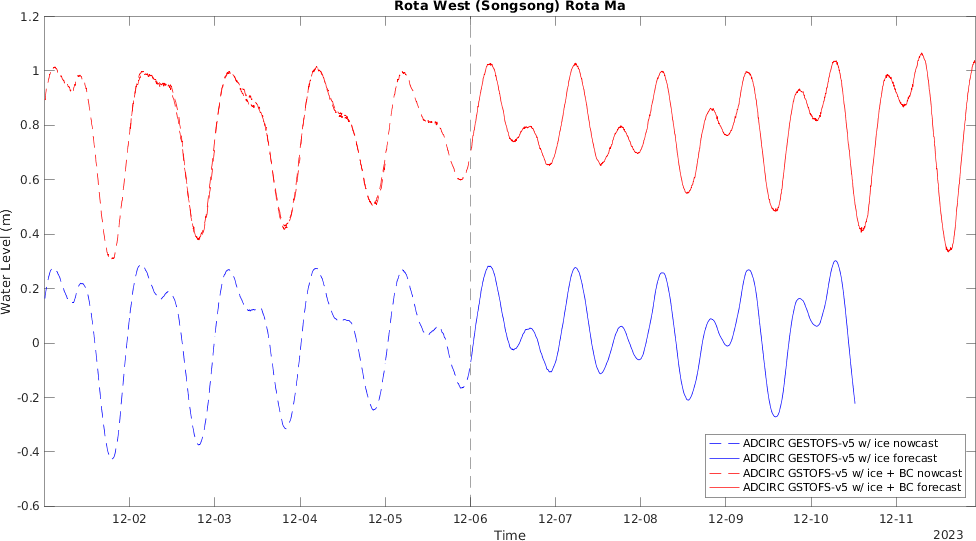 Rota West (Songsong) Rota Ma
1.2
1
0.8
0.6
0.4
0.2
0
-0.2
-0.4
-0.6
Water Level (m)
ADCIRC GESTOFS-v5 w/ ice nowcast
ADCIRC GESTOFS-v5 w/ ice forecast
ADCIRC GSTOFS-v5 w/ ice + BC nowcast
ADCIRC GSTOFS-v5 w/ ice + BC forecast
12-02 12-03 12-04 12-05 12-06 12-07 12-08 12-09 12-10 12-11
Time
2023